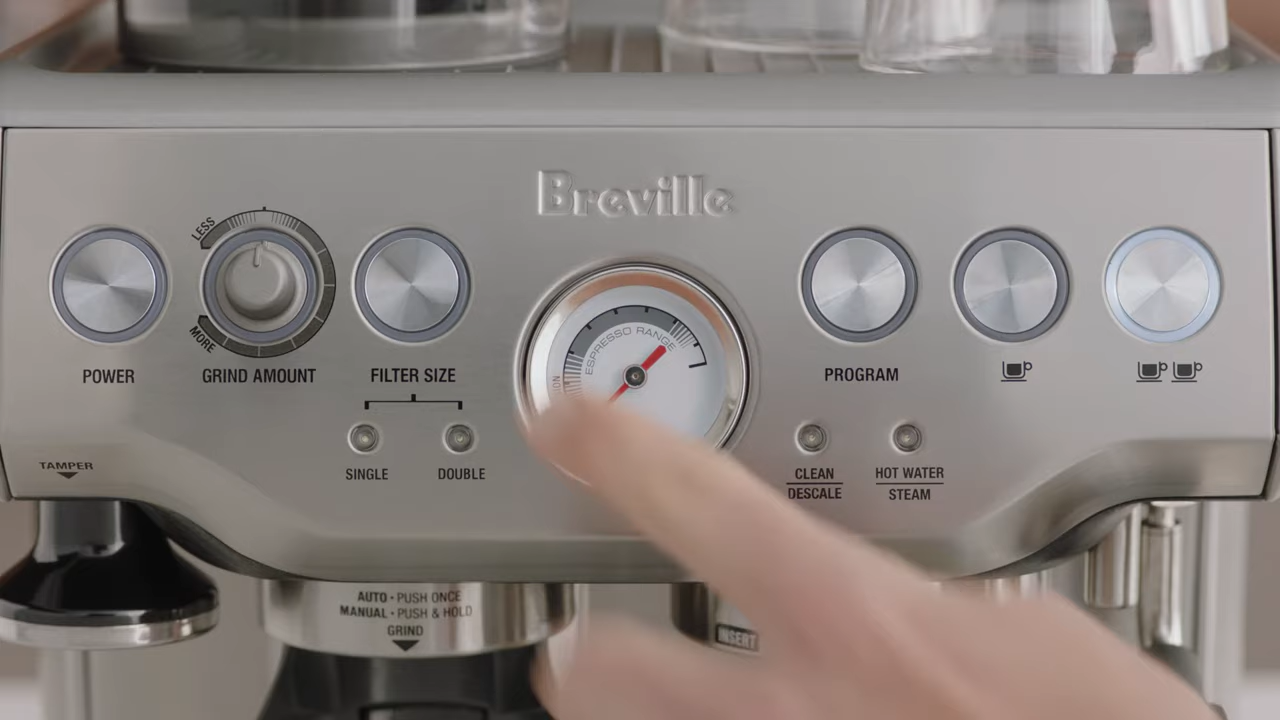 Breville
LESS
MORE
ESPRESSO RANGE
POWER
GRIND AMOUNT
FILTER SIZE
PROGRAM
SINGLE
DOUBLE
CLEAN
DESCALE
HOT WATER
STEAM
TAMPER
AUTO • PUSH ONCE
MANUAL • PUSH & HOLD
GRIND
INSERT